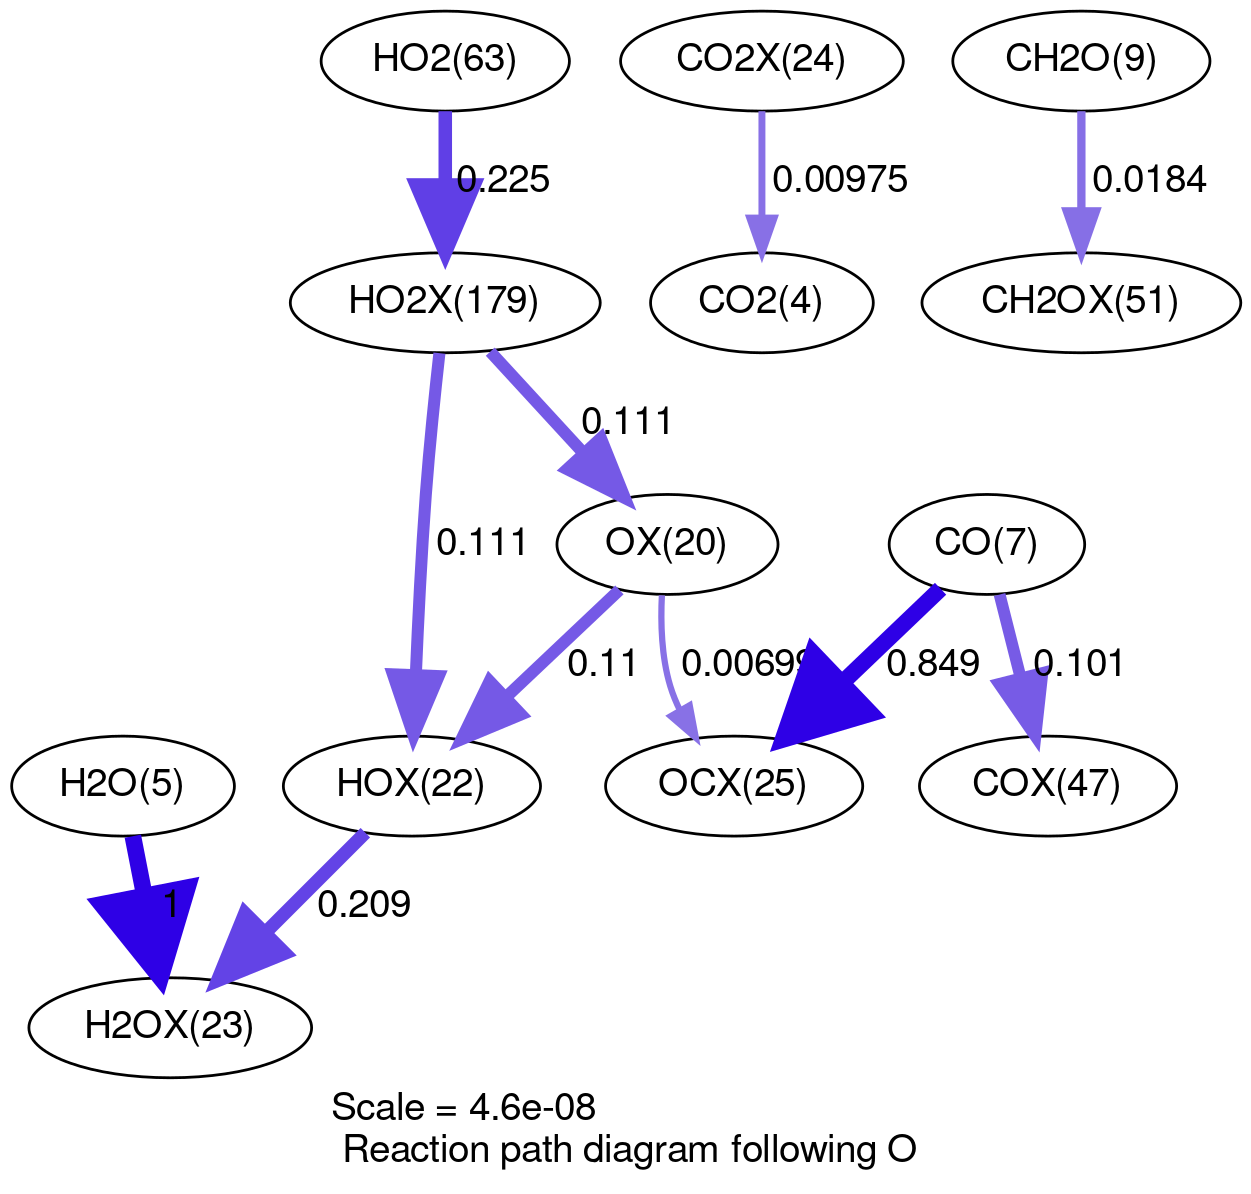 HO2(63)
CO2X(24)
CH2O(9)
0.225
0.00975
0.0184
HO2X(179)
CO2(4)
CH2OX(51)
0.111
0.111
OX(20)
CO(7)
0.11
0.00699
0.849
0.101
H2O(5)
HOX(22)
OCX(25)
COX(47)
1
0.209
H2OX(23)
Scale = 4.6e-08
Reaction path diagram following O